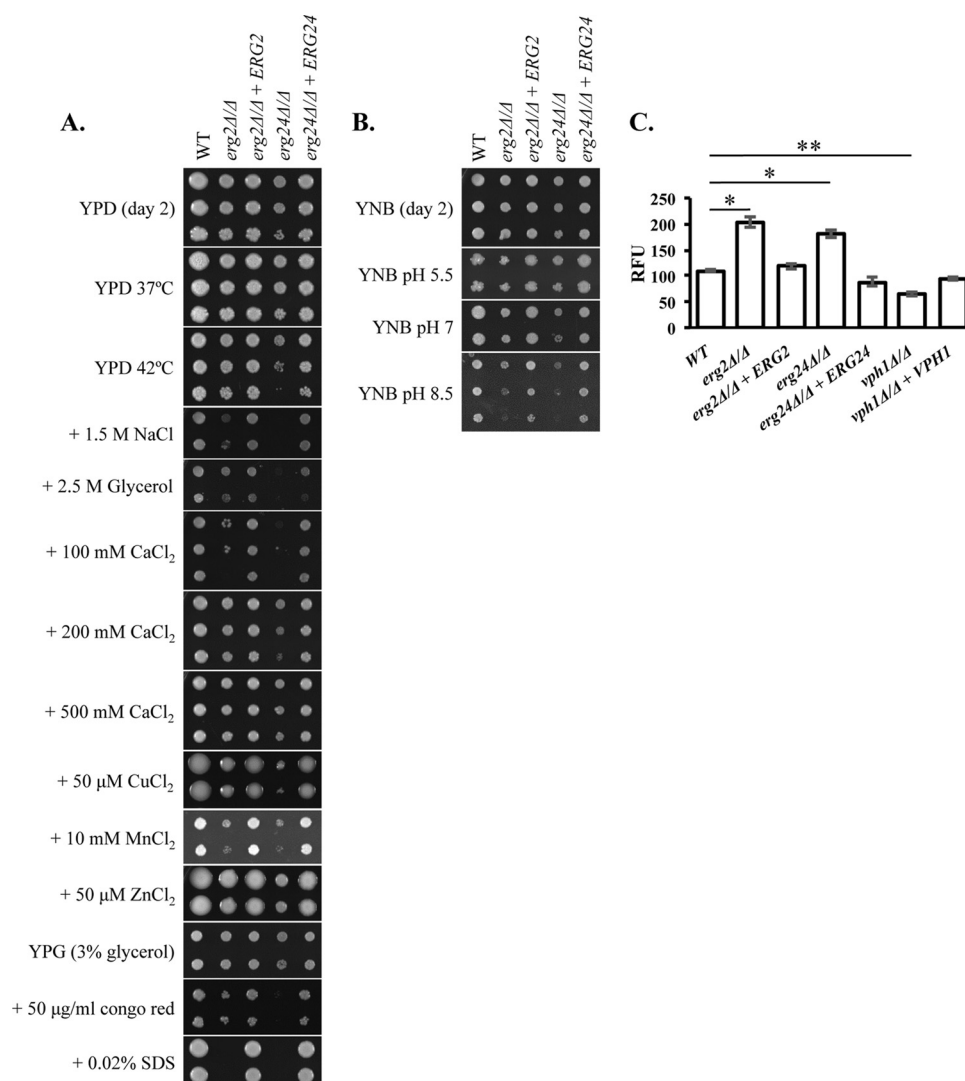 A.
WT
erg2Δ/Δ
erg2Δ/Δ + ERG2
erg24Δ/Δ
erg24Δ/Δ + ERG24
YPD (day 2)
YPD 37ºC
YPD 42ºC
+ 1.5 M NaCl
+ 2.5 M Glycerol
+ 100 mM CaCl₂
+ 200 mM CaCl₂
+ 500 mM CaCl₂
+ 50 μM CuCl₂
+ 10 mM MnCl₂
+ 50 μM ZnCl₂
YPG (3% glycerol)
+ 50 μg/ml congo red
+ 0.02% SDS
B.
WT
erg2Δ/Δ
erg2Δ/Δ + ERG2
erg24Δ/Δ
erg24Δ/Δ + ERG24
YNB (day 2)
YNB pH 5.5
YNB pH 7
YNB pH 8.5
C.
**
*
*
RFU
250
200
150
100
50
0
WT
erg2Δ/Δ
erg2Δ/Δ + ERG2
erg24Δ/Δ
erg24Δ/Δ + ERG24
vph1Δ/Δ
vph1Δ/Δ + VPH1